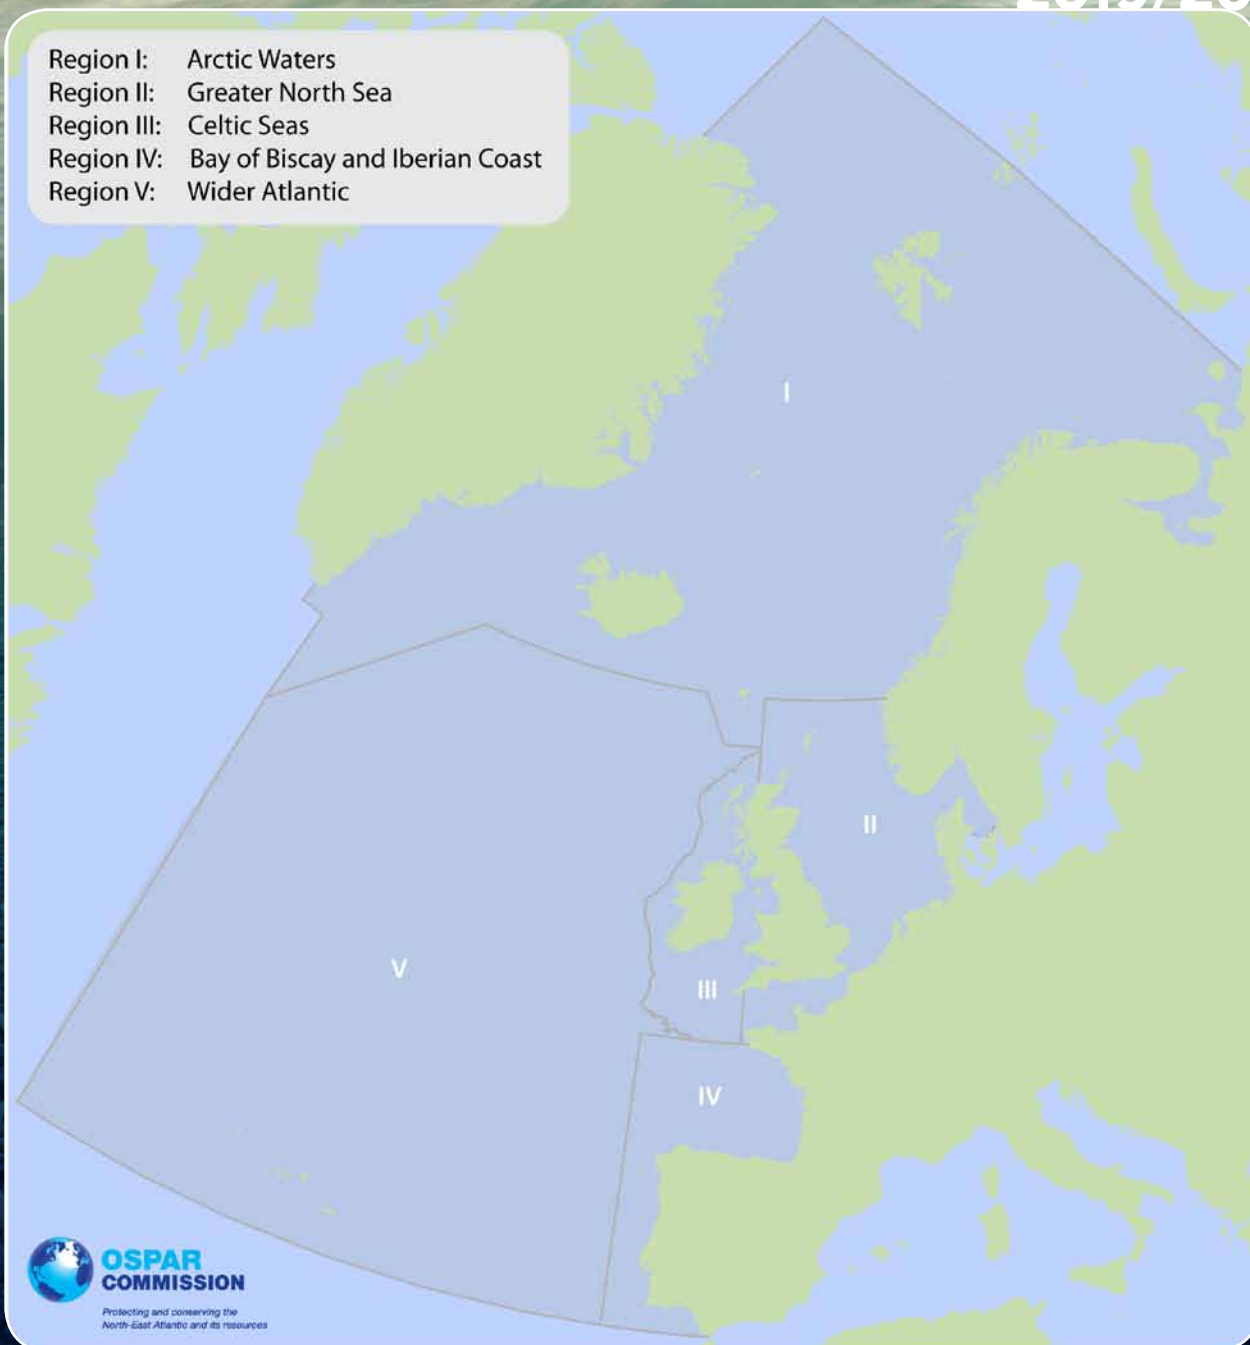 Region I: Arctic Waters
Region II: Greater North Sea
Region III: Celtic Seas
Region IV: Bay of Biscay and Iberian Coast
Region V: Wider Atlantic
I
II
V
III
IV
OSPAR
COMMISSION
Protecting and conserving the
North-East Atlantic and its resources